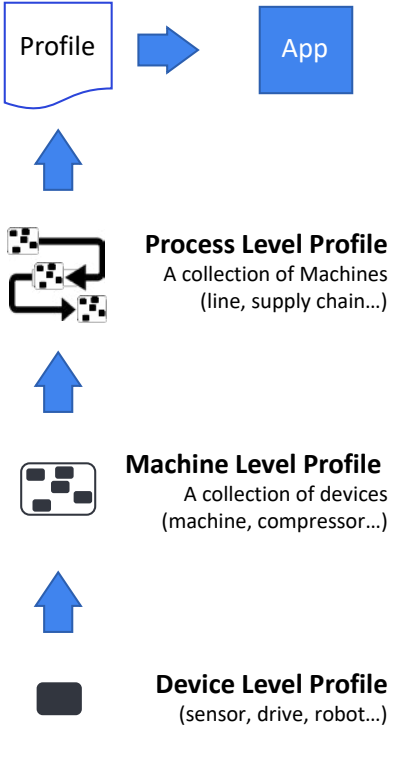 Profile
App
Process Level Profile
A collection of Machines
(line, supply chain…)
Machine Level Profile
A collection of devices
(machine, compressor…)
Device Level Profile
(sensor, drive, robot…)